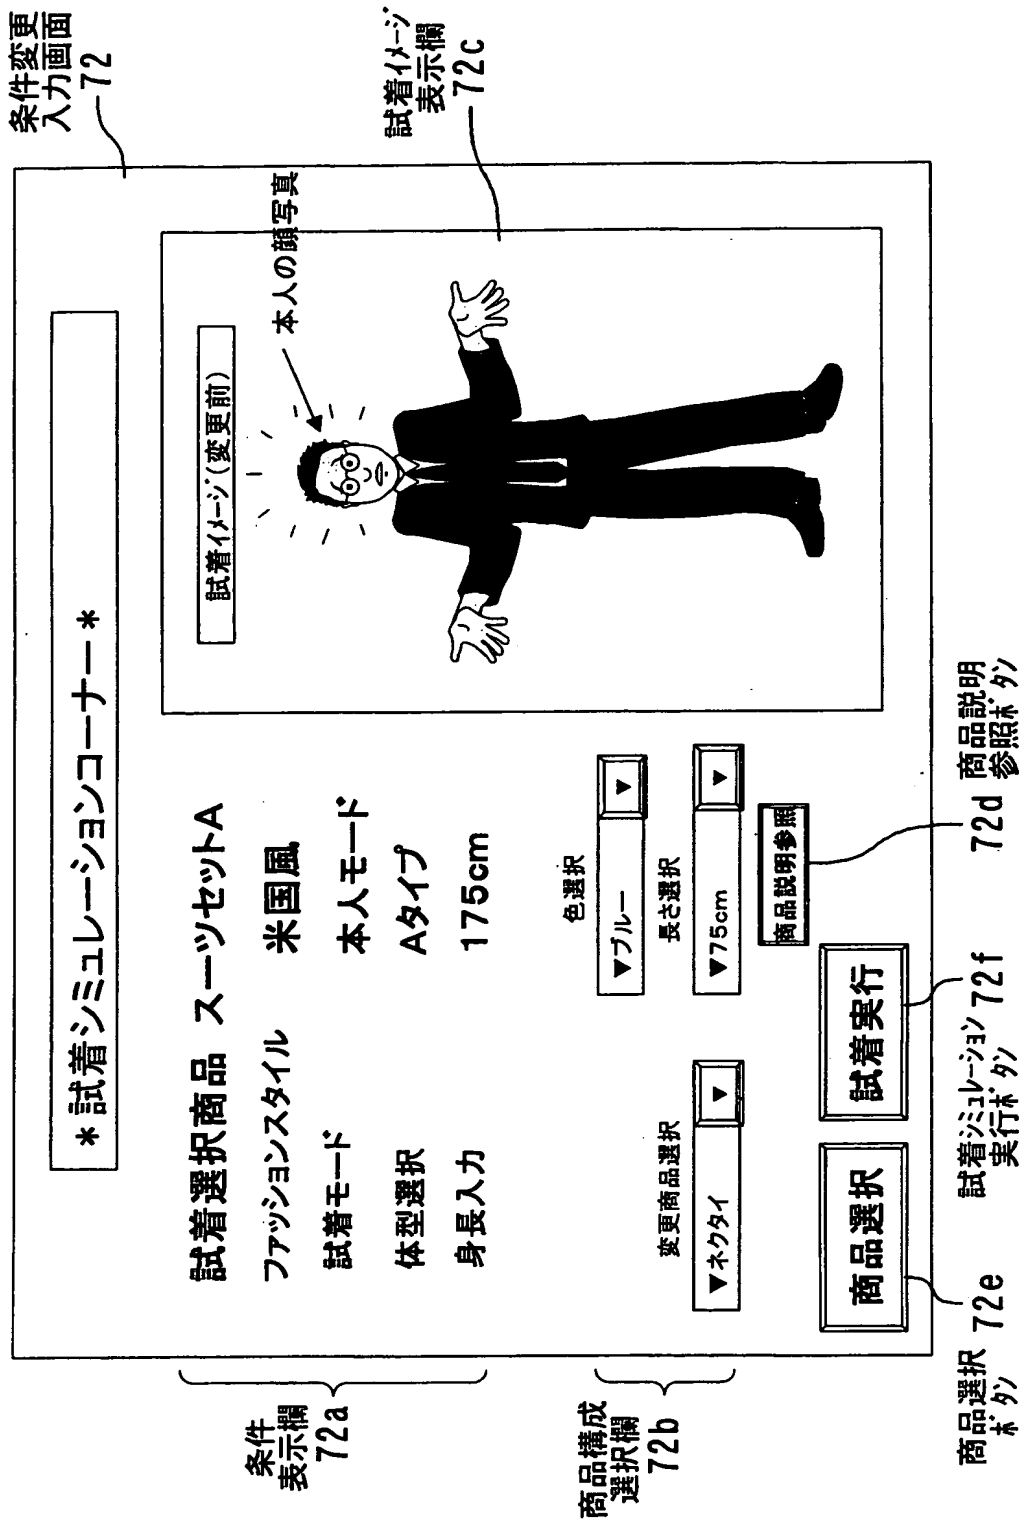 条件変更
入力画面
72
＊試着シミュレーションコーナー＊
試着選択商品 スーツセットA
ファッションスタイル 米国風
試着モード 本人モード
体型選択 Aタイプ
身長入力 175cm
条件
表示欄
72a
試着イメージ(変更前)
本人の顔写真
試着イメージ
表示欄
72c
色選択
▼ブルー ▼
変更商品選択 長さ選択
▼ネクタイ ▼ ▼75cm ▼
商品構成
選択欄
72b
商品説明参照
商品選択 試着実行
商品選択
ボタン
72e
試着シミュレーション
実行ボタン
72f
72d
商品説明
参照ボタン